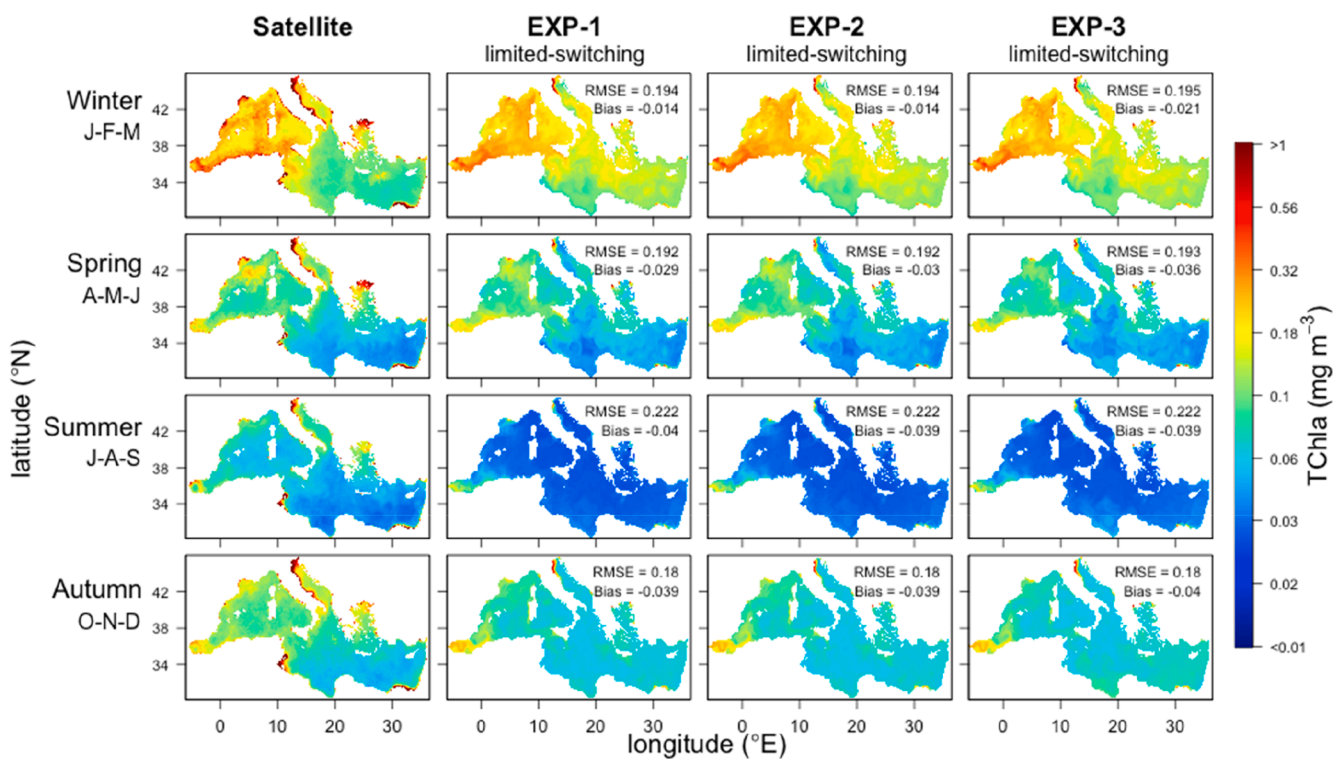 Satellite EXP-1 EXP-2 EXP-3
limited-switching limited-switching limited-switching
Winter
J-F-M
42
38
34
RMSE = 0.194
Bias = -0.014
RMSE = 0.194
Bias = -0.014
RMSE = 0.195
Bias = -0.021
Spring
A-M-J
42
38
34
RMSE = 0.192
Bias = -0.029
RMSE = 0.192
Bias = -0.03
RMSE = 0.193
Bias = -0.036
Summer
J-A-S
42
38
34
RMSE = 0.222
Bias = -0.04
RMSE = 0.222
Bias = -0.039
RMSE = 0.222
Bias = -0.039
Autumn
O-N-D
42
38
34
RMSE = 0.18
Bias = -0.039
RMSE = 0.18
Bias = -0.039
RMSE = 0.18
Bias = -0.04
0 10 20 30 0 10 20 30 0 10 20 30 0 10 20 30
longitude (°E)
latitude (°N)
>1
0.56
0.32
0.18
0.1
0.06
0.03
0.02
<0.01
TChla (mg m⁻³)